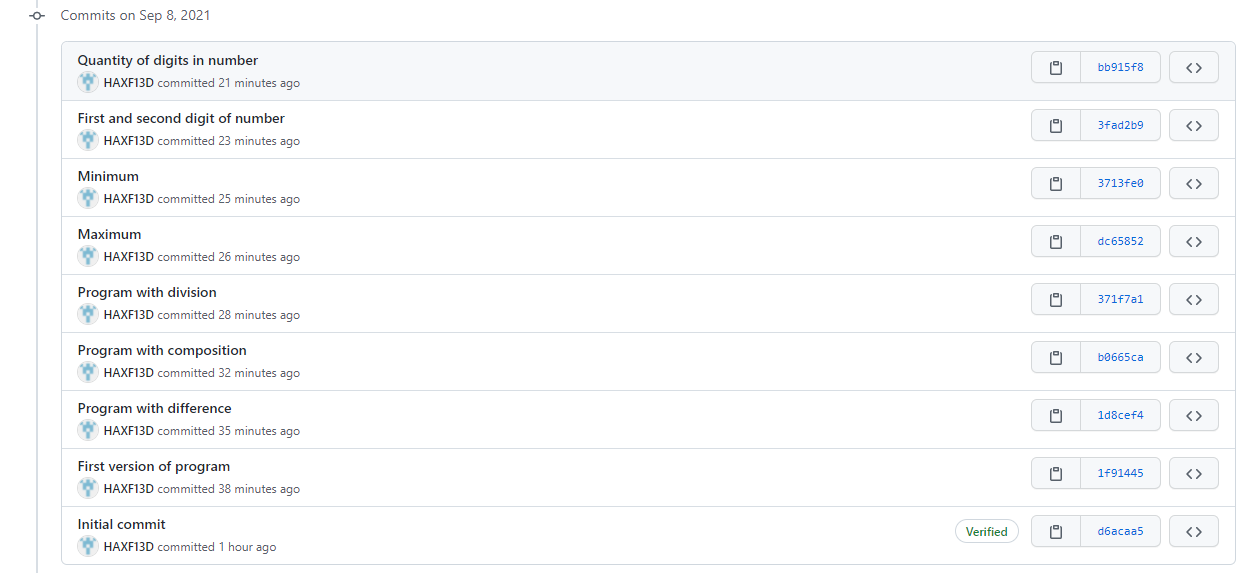 Commits on Sep 8, 2021
Quantity of digits in number
HAXF13D committed 21 minutes ago
bb915f8
First and second digit of number
HAXF13D committed 23 minutes ago
3fad2b9
Minimum
HAXF13D committed 25 minutes ago
3713fe0
Maximum
HAXF13D committed 26 minutes ago
dc65852
Program with division
HAXF13D committed 28 minutes ago
371f7a1
Program with composition
HAXF13D committed 32 minutes ago
b0665ca
Program with difference
HAXF13D committed 35 minutes ago
1d8cef4
First version of program
HAXF13D committed 38 minutes ago
1f91445
Initial commit
HAXF13D committed 1 hour ago
Verified
d6acaa5